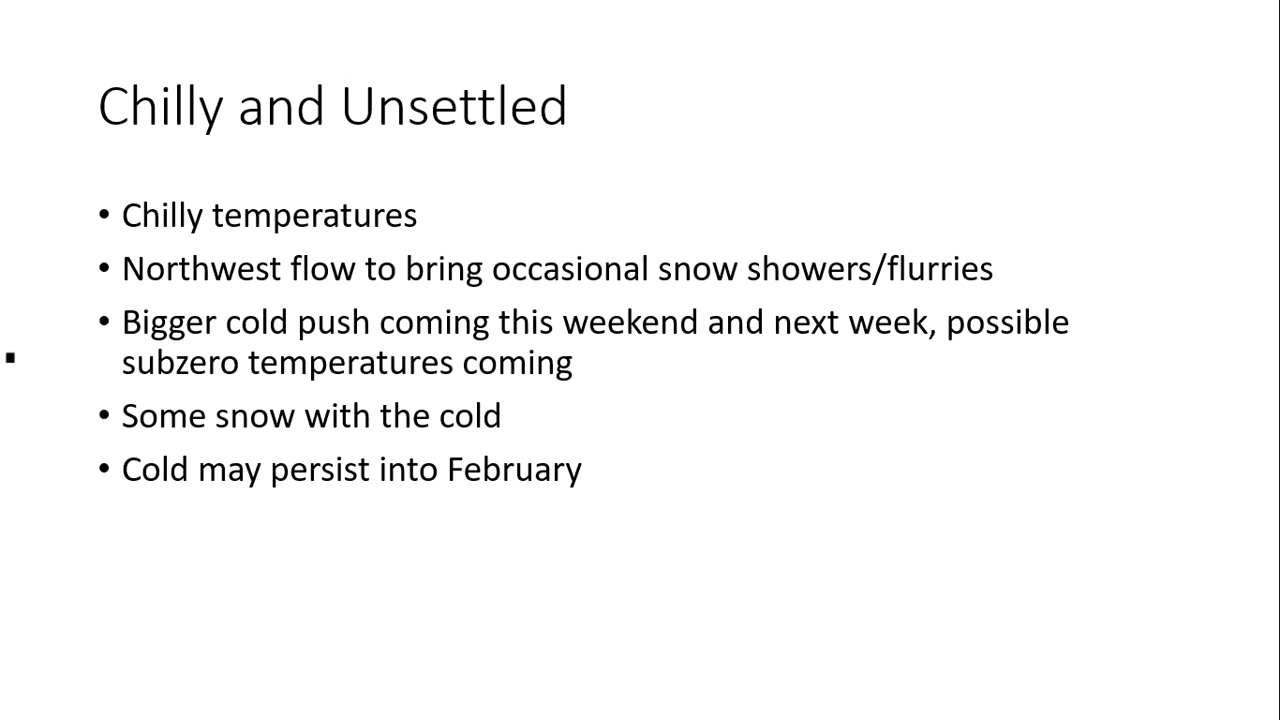 Chilly and Unsettled
• Chilly temperatures
• Northwest flow to bring occasional snow showers/flurries
• Bigger cold push coming this weekend and next week, possible
subzero temperatures coming
• Some snow with the cold
• Cold may persist into February